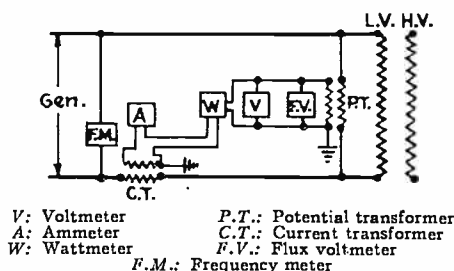 L.V. H.V.
Gen.
F.M.
A
W
V
F.V.
P.T.
C.T.
V: Voltmeter P.T.: Potential transformer
A: Ammeter C.T.: Current transformer
W: Wattmeter F.V.: Flux voltmeter
F.M.: Frequency meter